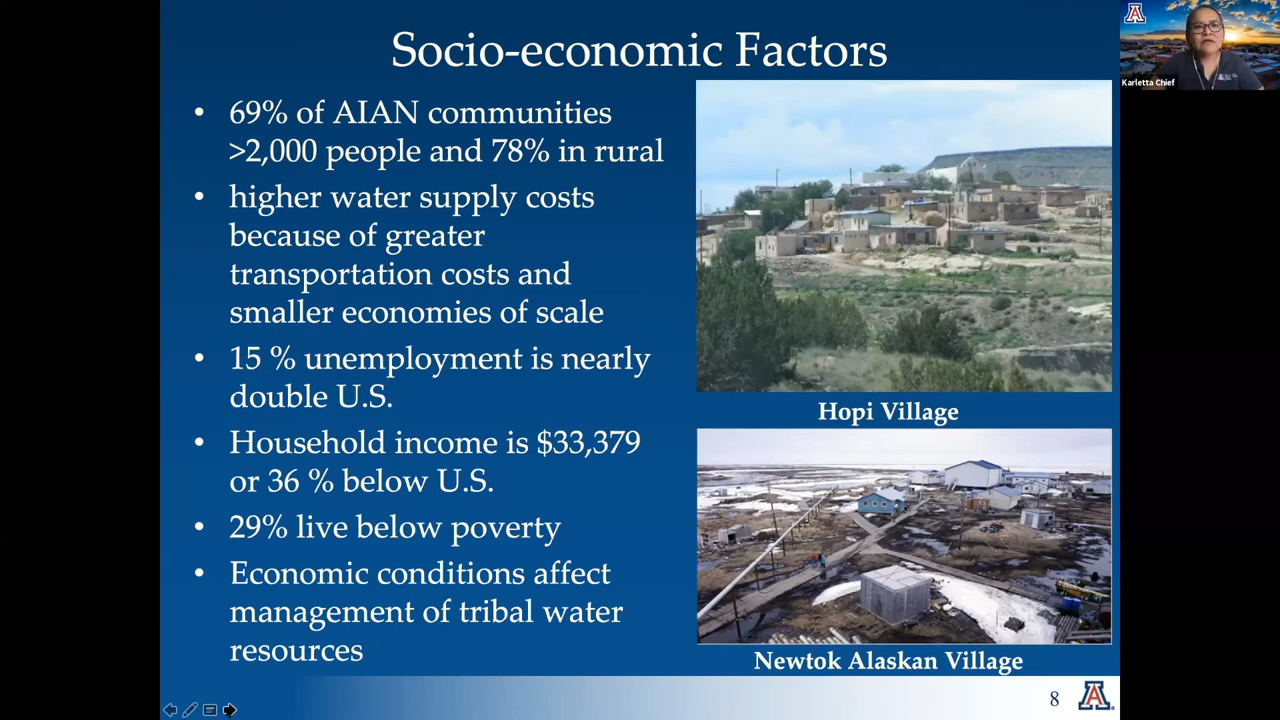 Socio-economic Factors
• 69% of AIAN communities
>2,000 people and 78% in rural
• higher water supply costs
because of greater
transportation costs and
smaller economies of scale
• 15 % unemployment is nearly
double U.S.
• Household income is $33,379
or 36 % below U.S.
• 29% live below poverty
• Economic conditions affect
management of tribal water
resources
Hopi Village
Newtok Alaskan Village
8
A
A
Karletta Chief